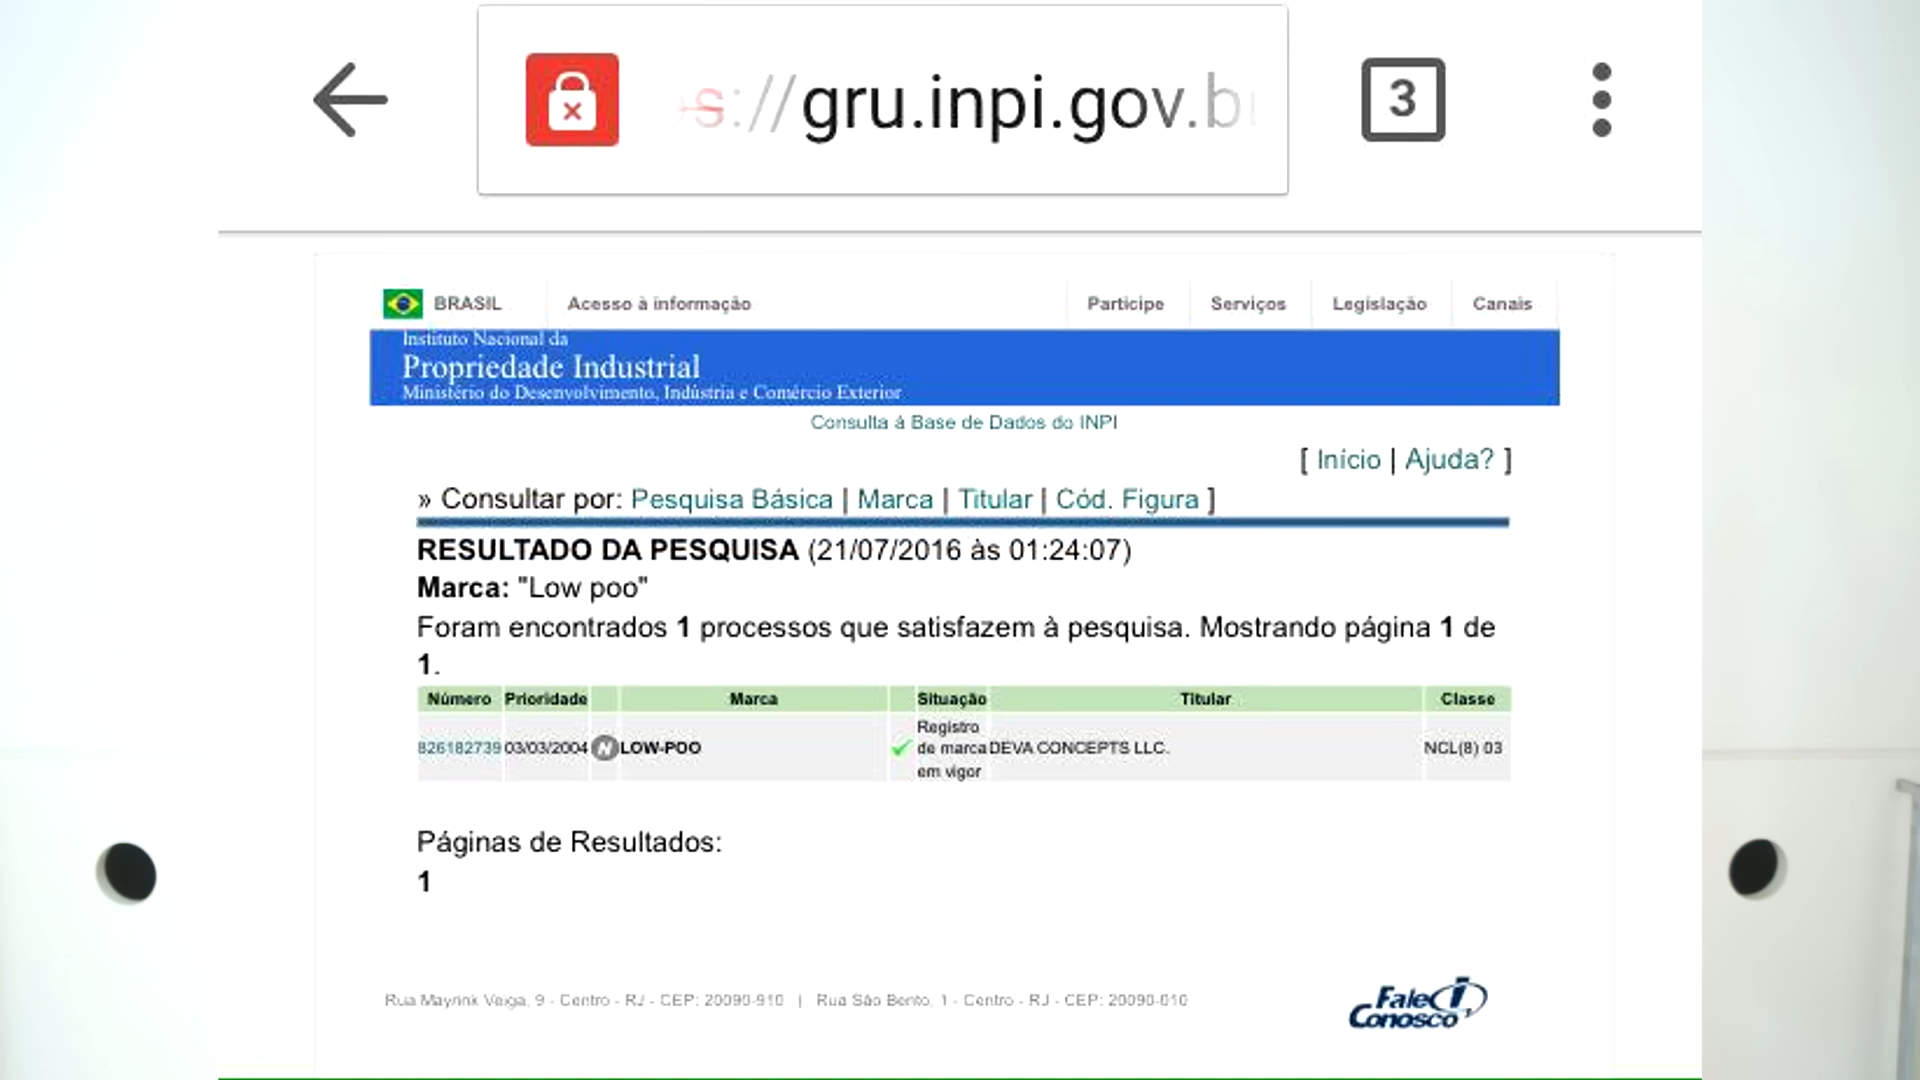 s://gru.inpi.gov.b
3
BRASIL Acesso à informação Participe Serviços Legislação Canais
Instituto Nacional da
Propriedade Industrial
Ministério do Desenvolvimento, Indústria e Comércio Exterior
Consulta à Base de Dados do INPI
[ Início | Ajuda? ]
» Consultar por: Pesquisa Básica | Marca | Titular | Cód. Figura ]
RESULTADO DA PESQUISA (21/07/2016 às 01:24:07)
Marca: "Low poo"
Foram encontrados 1 processos que satisfazem à pesquisa. Mostrando página 1 de
1.
Número Prioridade Marca Situação Titular Classe
826182739 03/03/2004 N LOW-POO Registro de marca em vigor DEVA CONCEPTS LLC. NCL(8) 03
Páginas de Resultados:
1
Rua Mayrink Veiga, 9 - Centro - RJ - CEP: 20090-910 | Rua São Bento, 1 - Centro - RJ - CEP: 20090-010
Fale
Conosco